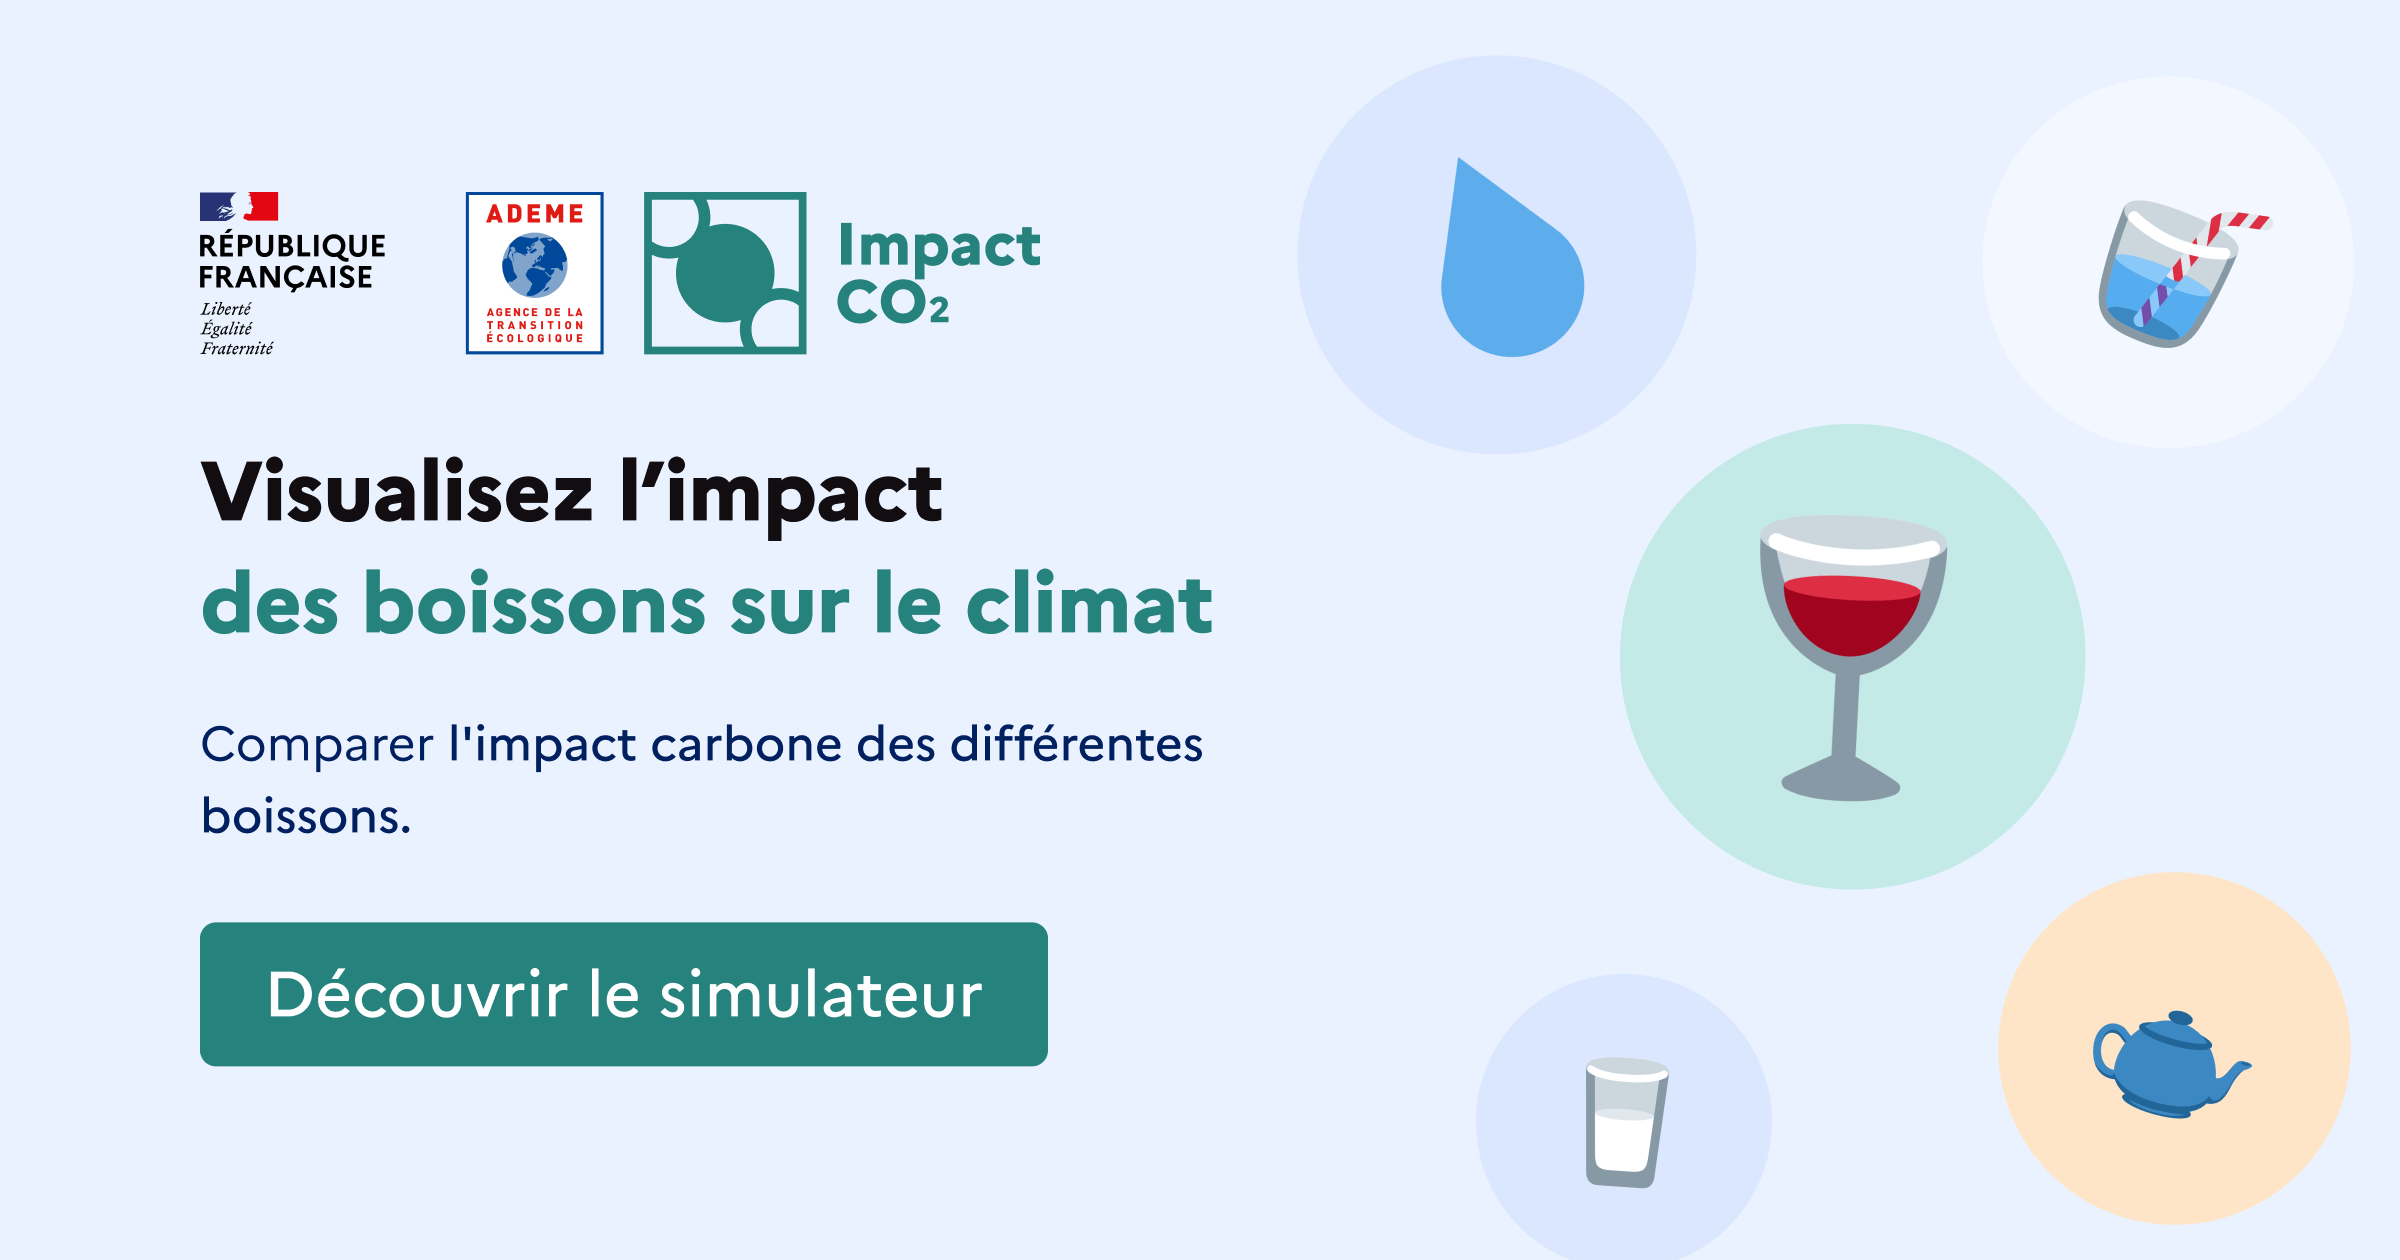 RÉPUBLIQUE
FRANÇAISE
Liberté
Égalité
Fraternité
ADEME
AGENCE DE LA
TRANSITION
ÉCOLOGIQUE
Impact
CO₂
Visualisez l’impact
des boissons sur le climat
Comparer l'impact carbone des différentes
boissons.
Découvrir le simulateur